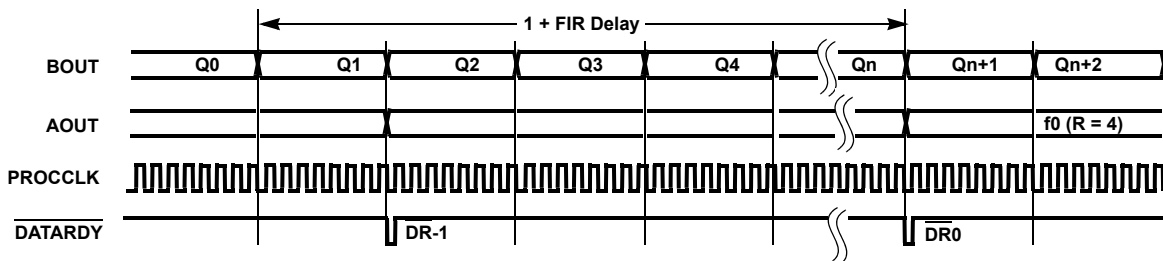 1 + FIR Delay
BOUT Q0 Q1 Q2 Q3 Q4 Qn Qn+1 Qn+2
AOUT f0 (R = 4)
PROCCLK
DATARDY DR-1 DR0